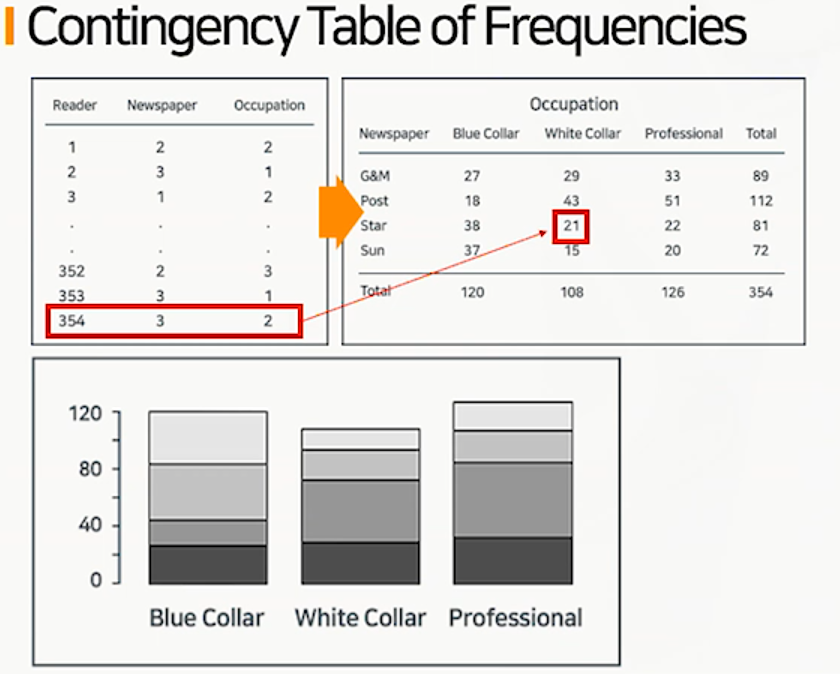 Contingency Table of Frequencies
Reader Newspaper Occupation
1 2 2
2 3 1
3 1 2
. . .
. . .
352 2 3
353 3 1
354 3 2
Occupation
Newspaper Blue Collar White Collar Professional Total
G&M 27 29 33 89
Post 18 43 51 112
Star 38 21 22 81
Sun 37 15 20 72
Total 120 108 126 354
120
80
40
0
Blue Collar White Collar Professional